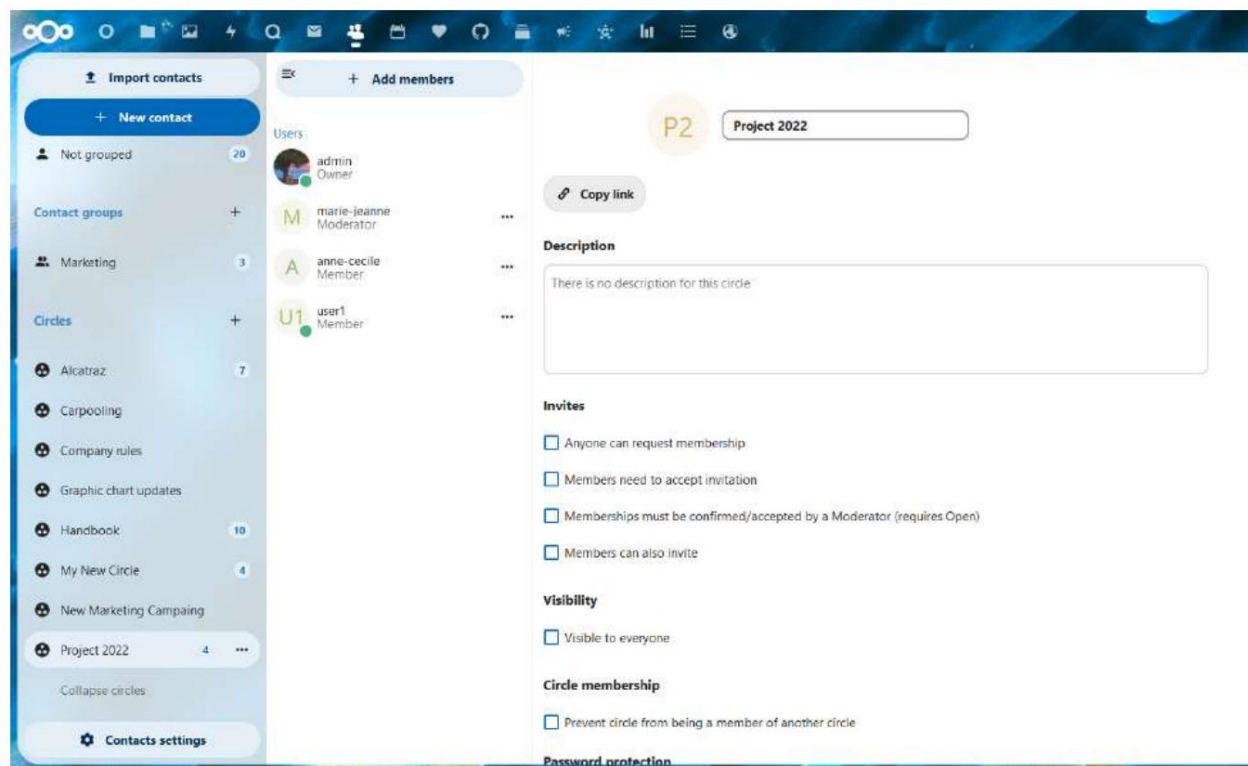 Import contacts
+ New contact
Not grouped 20
Contact groups +
Marketing 3
Circles +
Alcatraz 7
Carpooling
Company rules
Graphic chart updates
Handbook 10
My New Circle 4
New Marketing Campaing
Project 2022 4 •••
Collapse circles
Contacts settings
+ Add members
Users
admin
Owner
M marie-jeanne •••
Moderator
A anne-cecile •••
Member
U1 user1 •••
Member
P2 Project 2022
Copy link
Description
There is no description for this circle
Invites
Anyone can request membership
Members need to accept invitation
Memberships must be confirmed/accepted by a Moderator (requires Open)
Members can also invite
Visibility
Visible to everyone
Circle membership
Prevent circle from being a member of another circle
Password protection